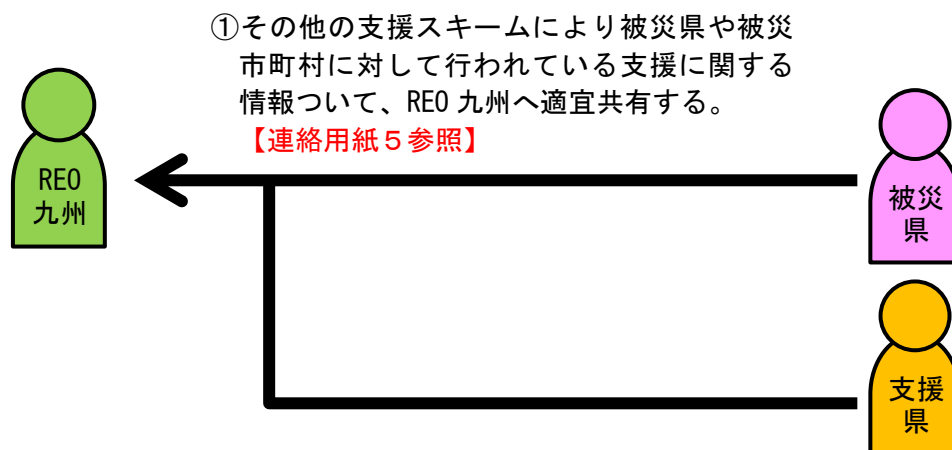 ①その他の支援スキームにより被災県や被災
市町村に対して行われている支援に関する
情報ついて、REO 九州へ適宜共有する。
【連絡用紙５参照】
REO
九州
被災
県
支援
県